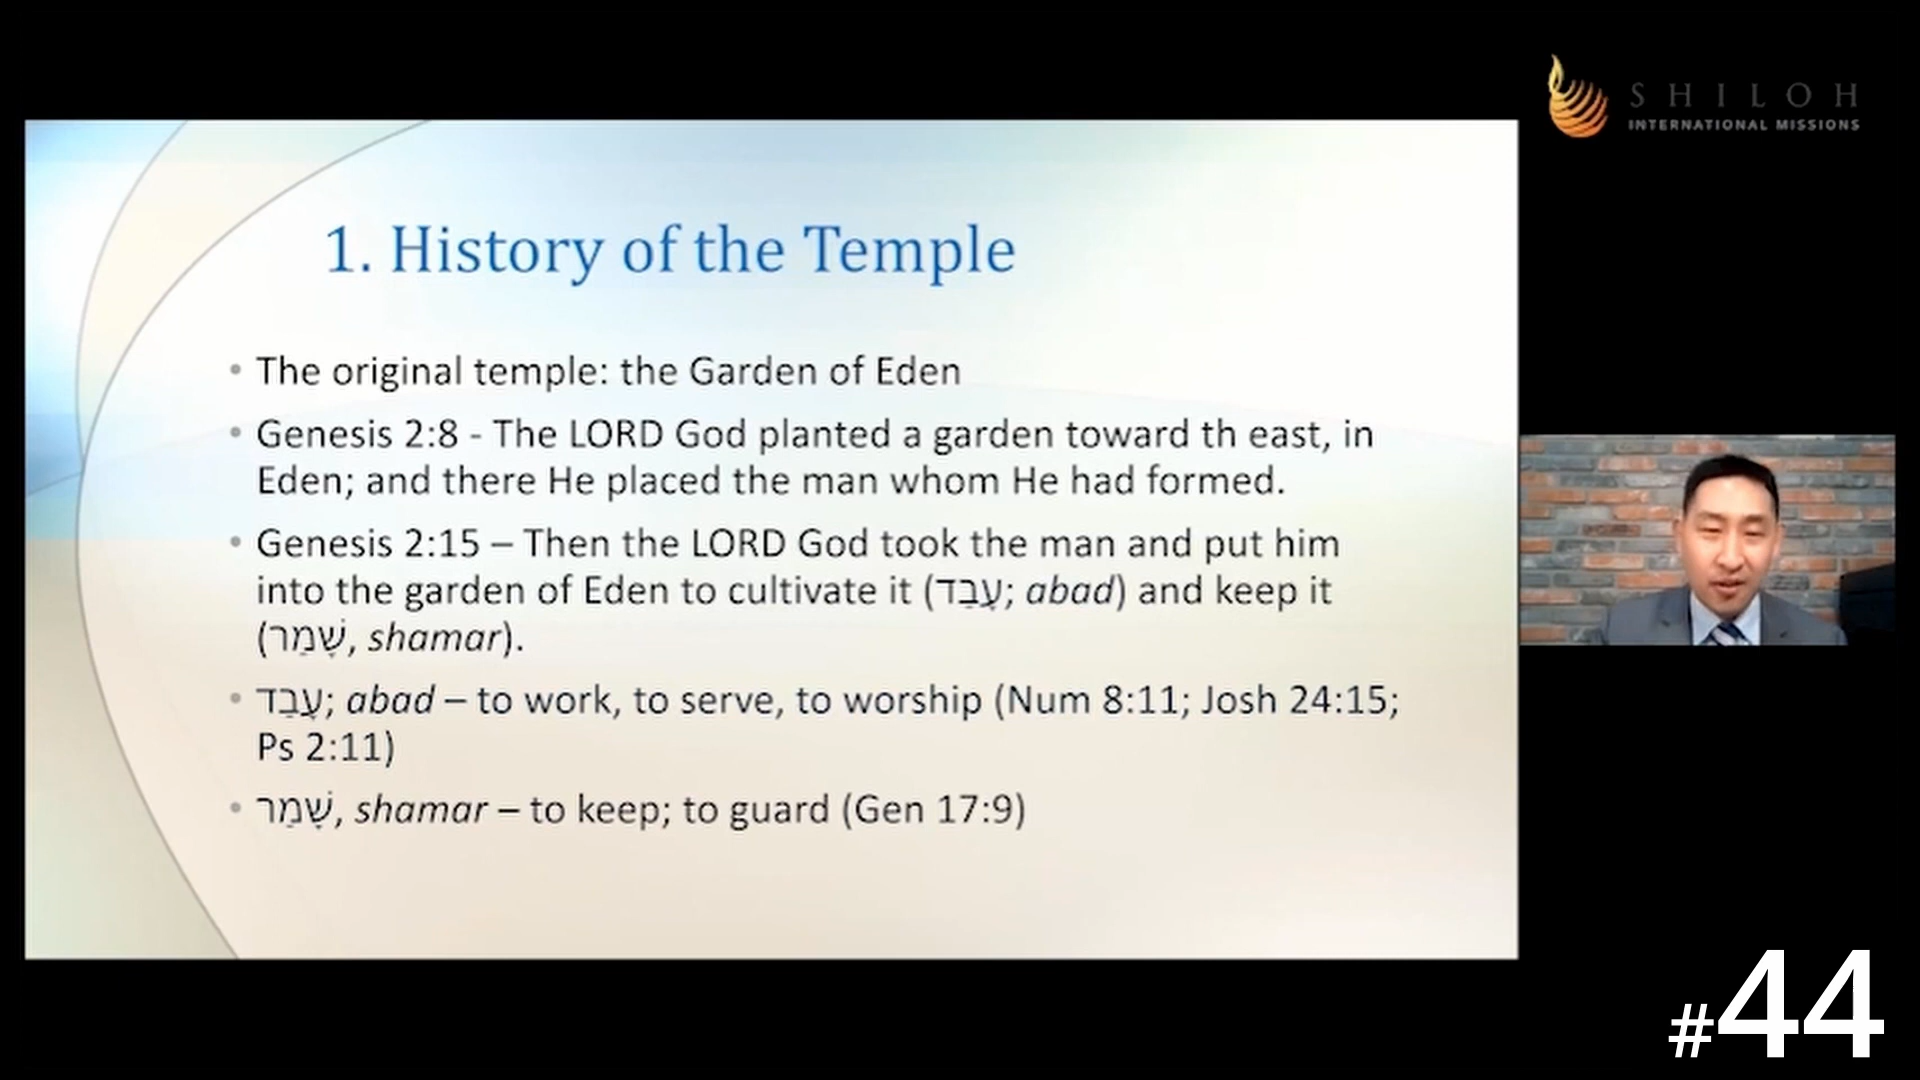 SHILOH
INTERNATIONAL MISSIONS
1. History of the Temple
• The original temple: the Garden of Eden
• Genesis 2:8 - The LORD God planted a garden toward th east, in
Eden; and there He placed the man whom He had formed.
• Genesis 2:15 – Then the LORD God took the man and put him
into the garden of Eden to cultivate it (עָבַד; abad) and keep it
(שָׁמַר, shamar).
• עָבַד; abad – to work, to serve, to worship (Num 8:11; Josh 24:15;
Ps 2:11)
• שָׁמַר, shamar – to keep; to guard (Gen 17:9)
#44